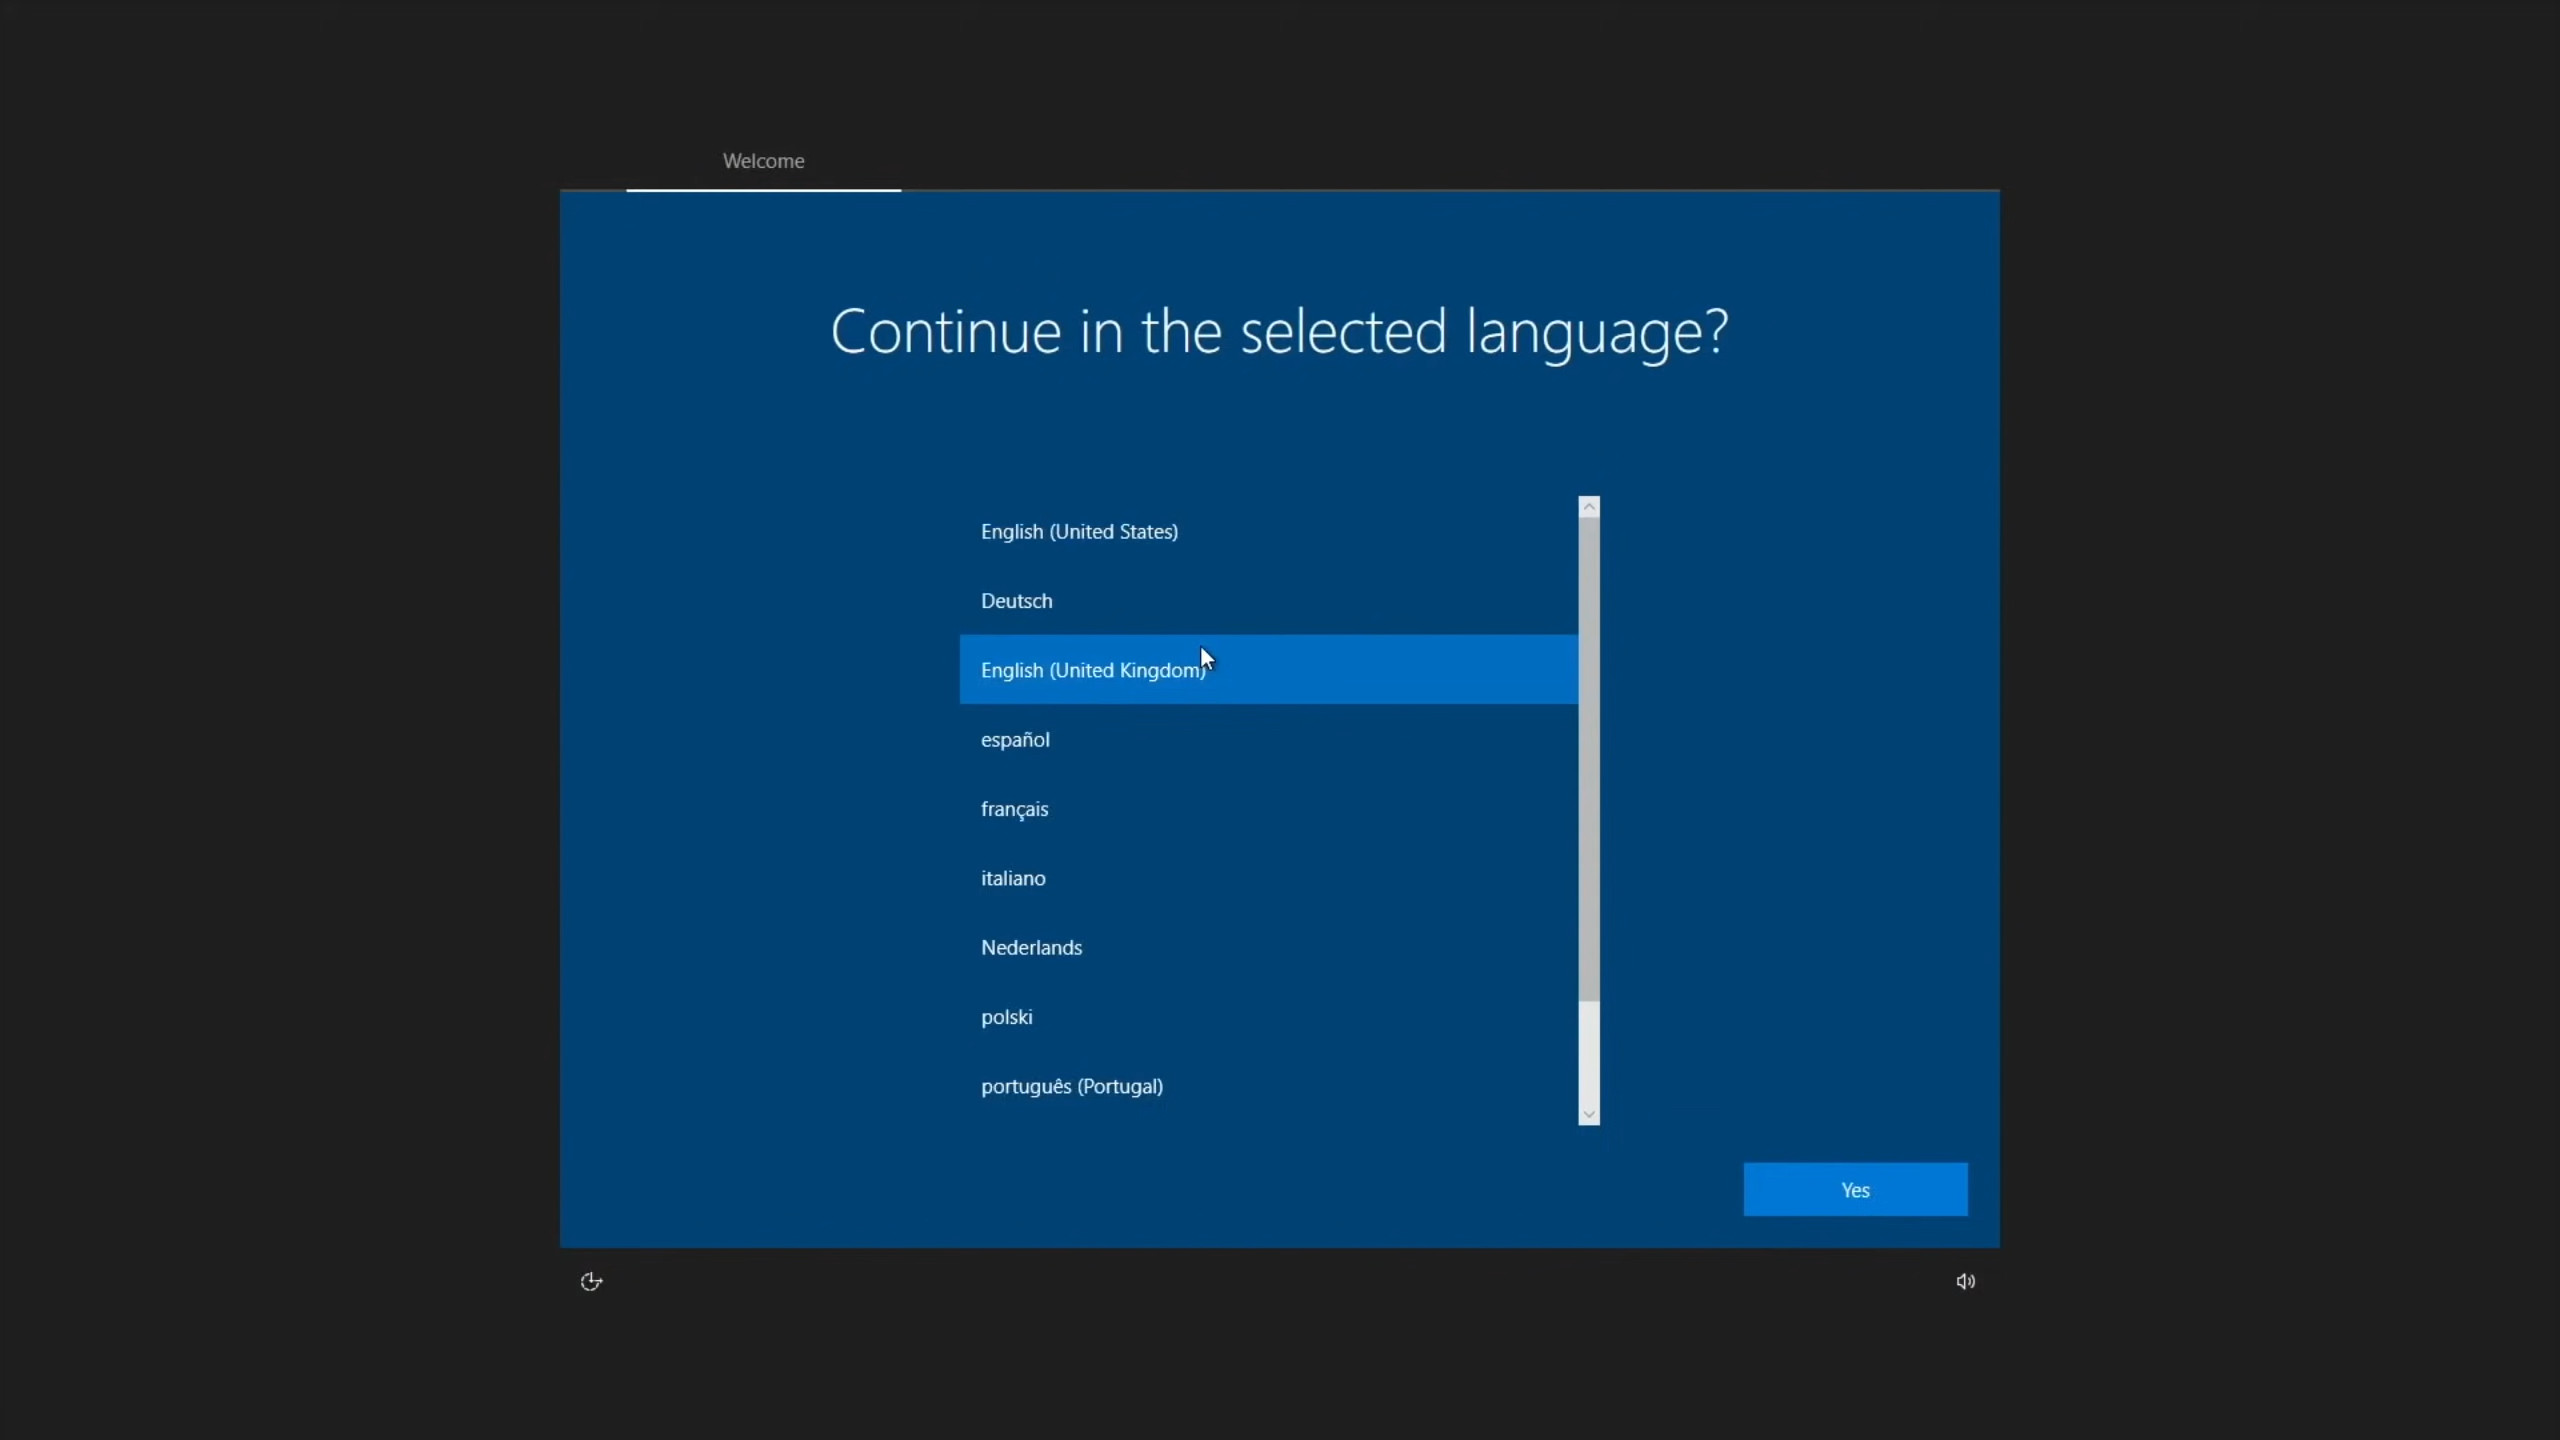 Welcome
Continue in the selected language?
English (United States)
Deutsch
English (United Kingdom)
español
français
italiano
Nederlands
polski
português (Portugal)
Yes